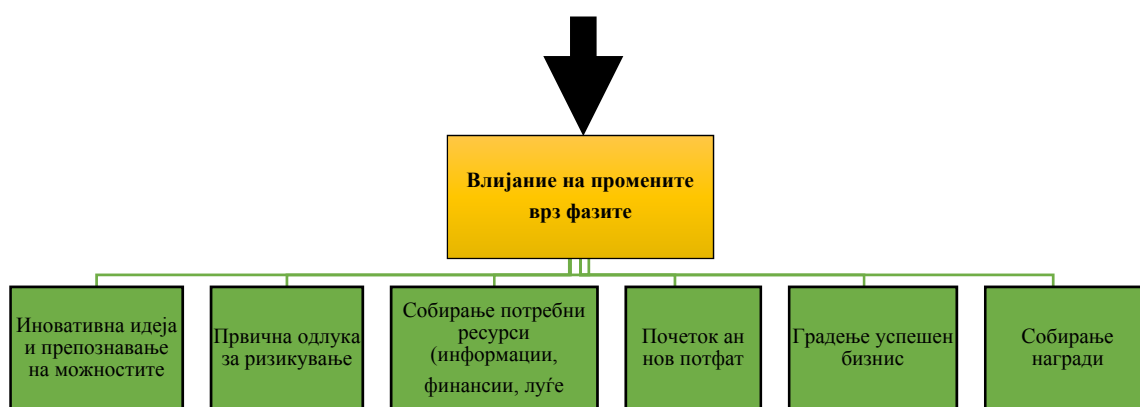 Влијание на промените
врз фазите
Иновативна идеја
и препознавање
на можностите
Првична одлука
за ризикување
Собирање потребни
ресурси
(информации,
финансии, луѓе
Почеток ан
нов потфат
Градење успешен
бизнис
Собирање
награди